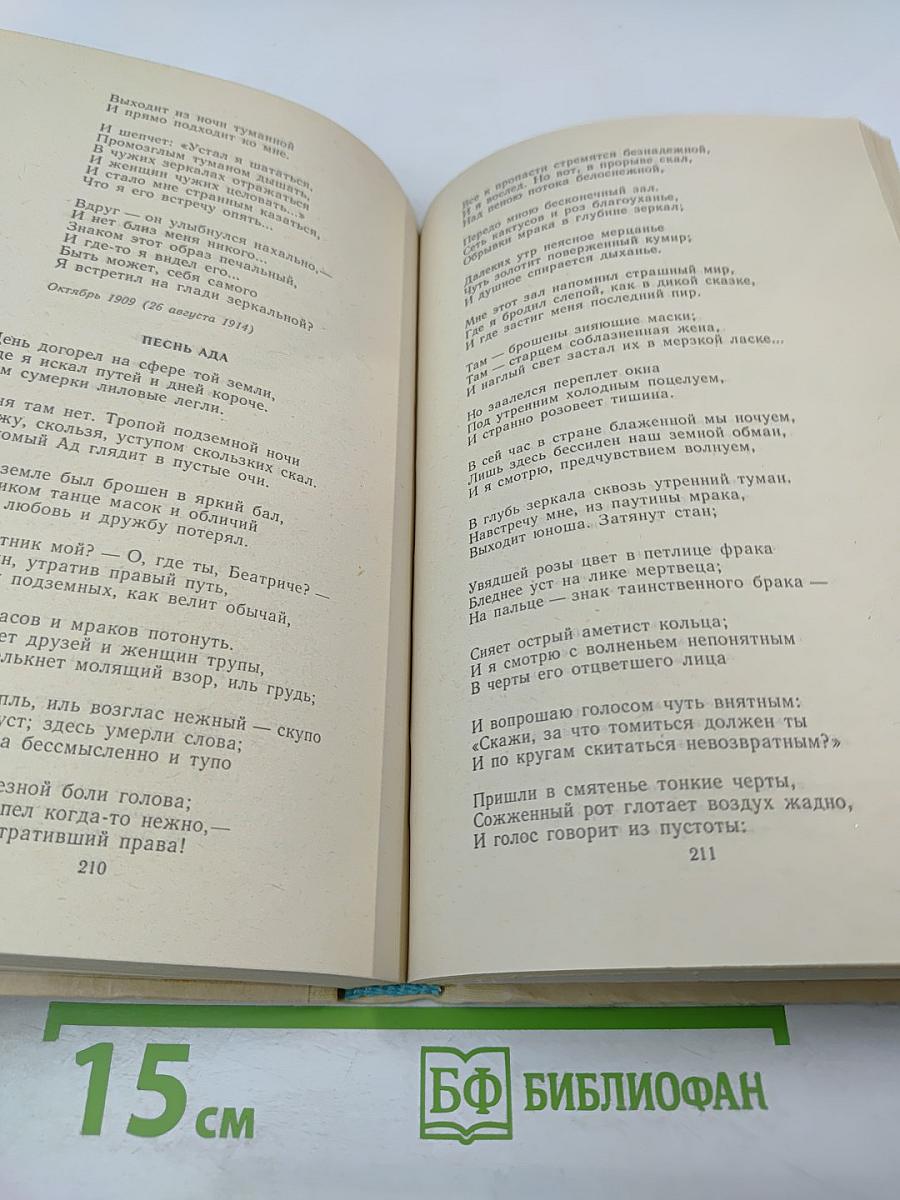 Выходит из ночи туманной
И прямо подходит ко мне.
И шепчет: «Устал я шататься,
Промозглым туманом дышать,
В чужих зеркалах отражаться
И женщин чужих целовать...»
И стало мне странным казаться,
Что я его встречу опять...
Вдруг — он улыбнулся нахально,—
И нет близ меня никого...
Знаком этот образ печальный,
И где-то я видел его...
Быть может, себя самого
Я встретил на глади зеркальной?
Октябрь 1909 (26 августа 1914)
ПЕСНЬ АДА
День догорел на сфере той земли,
де я искал путей и дней короче.
м сумерки лиловые легли.
ня там нет. Тропой подземной ночи
жу, скользя, уступом скользких скал.
комый Ад глядит в пустые очи.
земле был брошен в яркий бал,
иком танце масок и обличий
любовь и дружбу потерял.
тник мой? — О, где ты, Беатриче? —
н, утратив правый путь,
подземных, как велит обычай,
асов и мраков потонуть.
ет друзей и женщин трупы,
елькнет молящий взор, иль грудь;
пль, иль возглас нежный — скупо
уст; здесь умерли слова;
а бессмысленно и тупо
езной боли голова;
пел когда-то нежно,—
тративший права!
210
Все к пропасти стремятся безнадежной,
И я вослед. Но вот, в прорыве скал,
Над пеною потока белоснежной,
Передо мною бесконечный зал.
Сеть кактусов и роз благоуханье,
Обрывки мрака в глубине зеркал;
Далеких утр неясное мерцанье
Чуть золотит поверженный кумир;
И душное спирается дыханье.
Мне этот зал напомнил страшный мир,
Где я бродил слепой, как в дикой сказке,
И где застиг меня последний пир.
Там — брошены зияющие маски;
Там — старцем соблазненная жена,
И наглый свет застал их в мерзкой ласке...
Но заалелся переплет окна
Под утренним холодным поцелуем,
И странно розовеет тишина.
В сей час в стране блаженной мы ночуем,
Лишь здесь бессилен наш земной обман,
И я смотрю, предчувствием волнуем,
В глубь зеркала сквозь утренний туман.
Навстречу мне, из паутины мрака,
Выходит юноша. Затянут стан;
Увядшей розы цвет в петлице фрака
Бледнее уст на лике мертвеца;
На пальце — знак таинственного брака —
Сияет острый аметист кольца;
И я смотрю с волненьем непонятным
В черты его отцветшего лица
И вопрошаю голосом чуть внятным:
«Скажи, за что томиться должен ты
И по кругам скитаться невозвратным?»
Пришли в смятенье тонкие черты,
Сожженный рот глотает воздух жадно,
И голос говорит из пустоты:
211
15 см
БФ БИБЛИОФАН